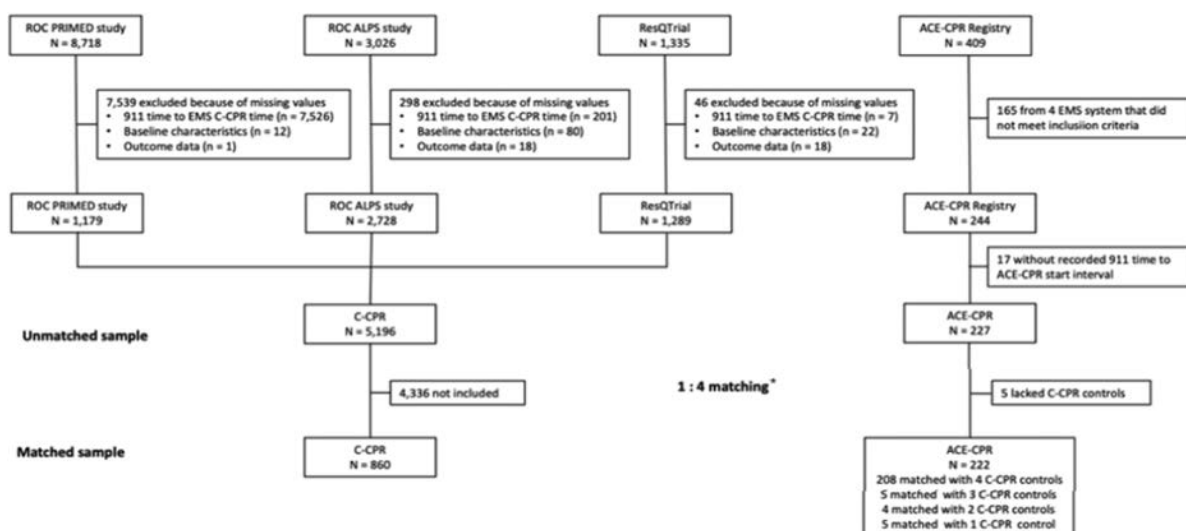 ROC PRIMED study
N = 8,718
ROC ALPS study
N = 3,026
ResQTrial
N = 1,335
ACE-CPR Registry
N = 409
7,539 excluded because of missing values
• 911 time to EMS C-CPR time (n = 7,526)
• Baseline characteristics (n = 12)
• Outcome data (n = 1)
298 excluded because of missing values
• 911 time to EMS C-CPR time (n = 201)
• Baseline characteristics (n = 80)
• Outcome data (n = 18)
46 excluded because of missing values
• 911 time to EMS C-CPR time (n = 7)
• Baseline characteristics (n = 22)
• Outcome data (n = 18)
165 from 4 EMS system that did
not meet inclusiion criteria
ROC PRIMED study
N = 1,179
ROC ALPS study
N = 2,728
ResQTrial
N = 1,289
ACE-CPR Registry
N = 244
17 without recorded 911 time to
ACE-CPR start interval
Unmatched sample
C-CPR
N = 5,196
ACE-CPR
N = 227
4,336 not included
1 : 4 matching*
5 lacked C-CPR controls
Matched sample
C-CPR
N = 860
ACE-CPR
N = 222
208 matched with 4 C-CPR controls
5 matched with 3 C-CPR controls
4 matched with 2 C-CPR controls
5 matched with 1 C-CPR control